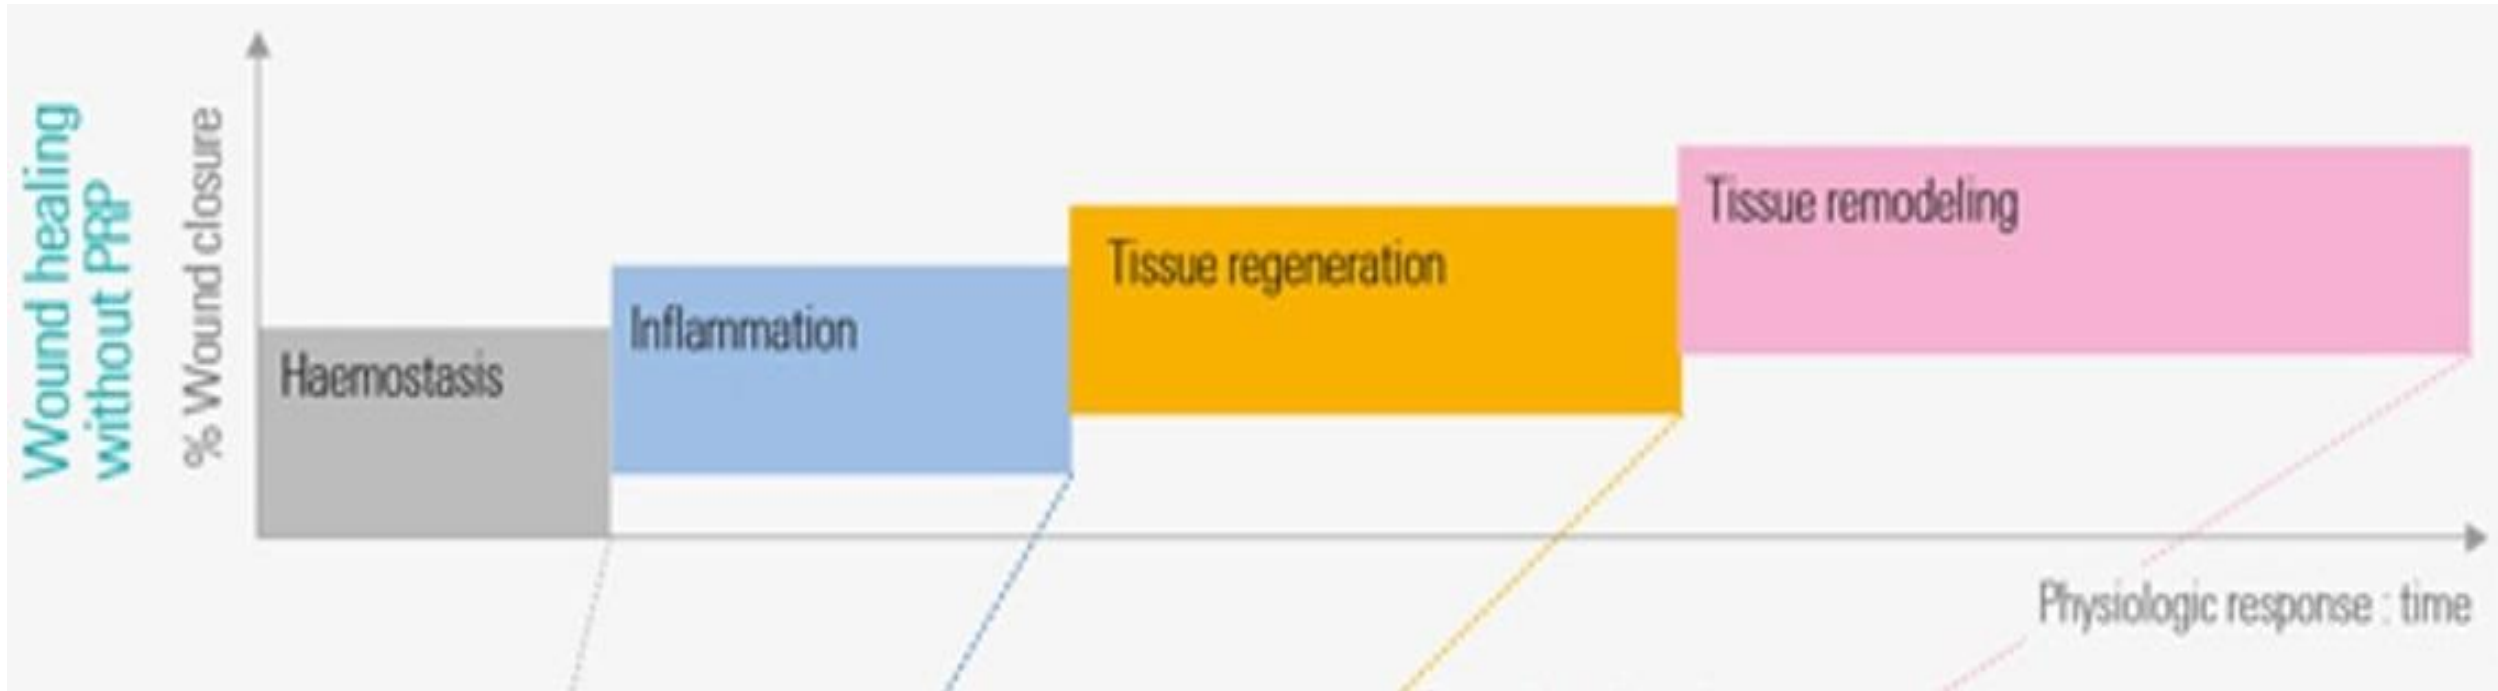 Wound healing
without PRP
% Wound closure
Haemostasis
Inflammation
Tissue regeneration
Tissue remodeling
Physiologic response : time